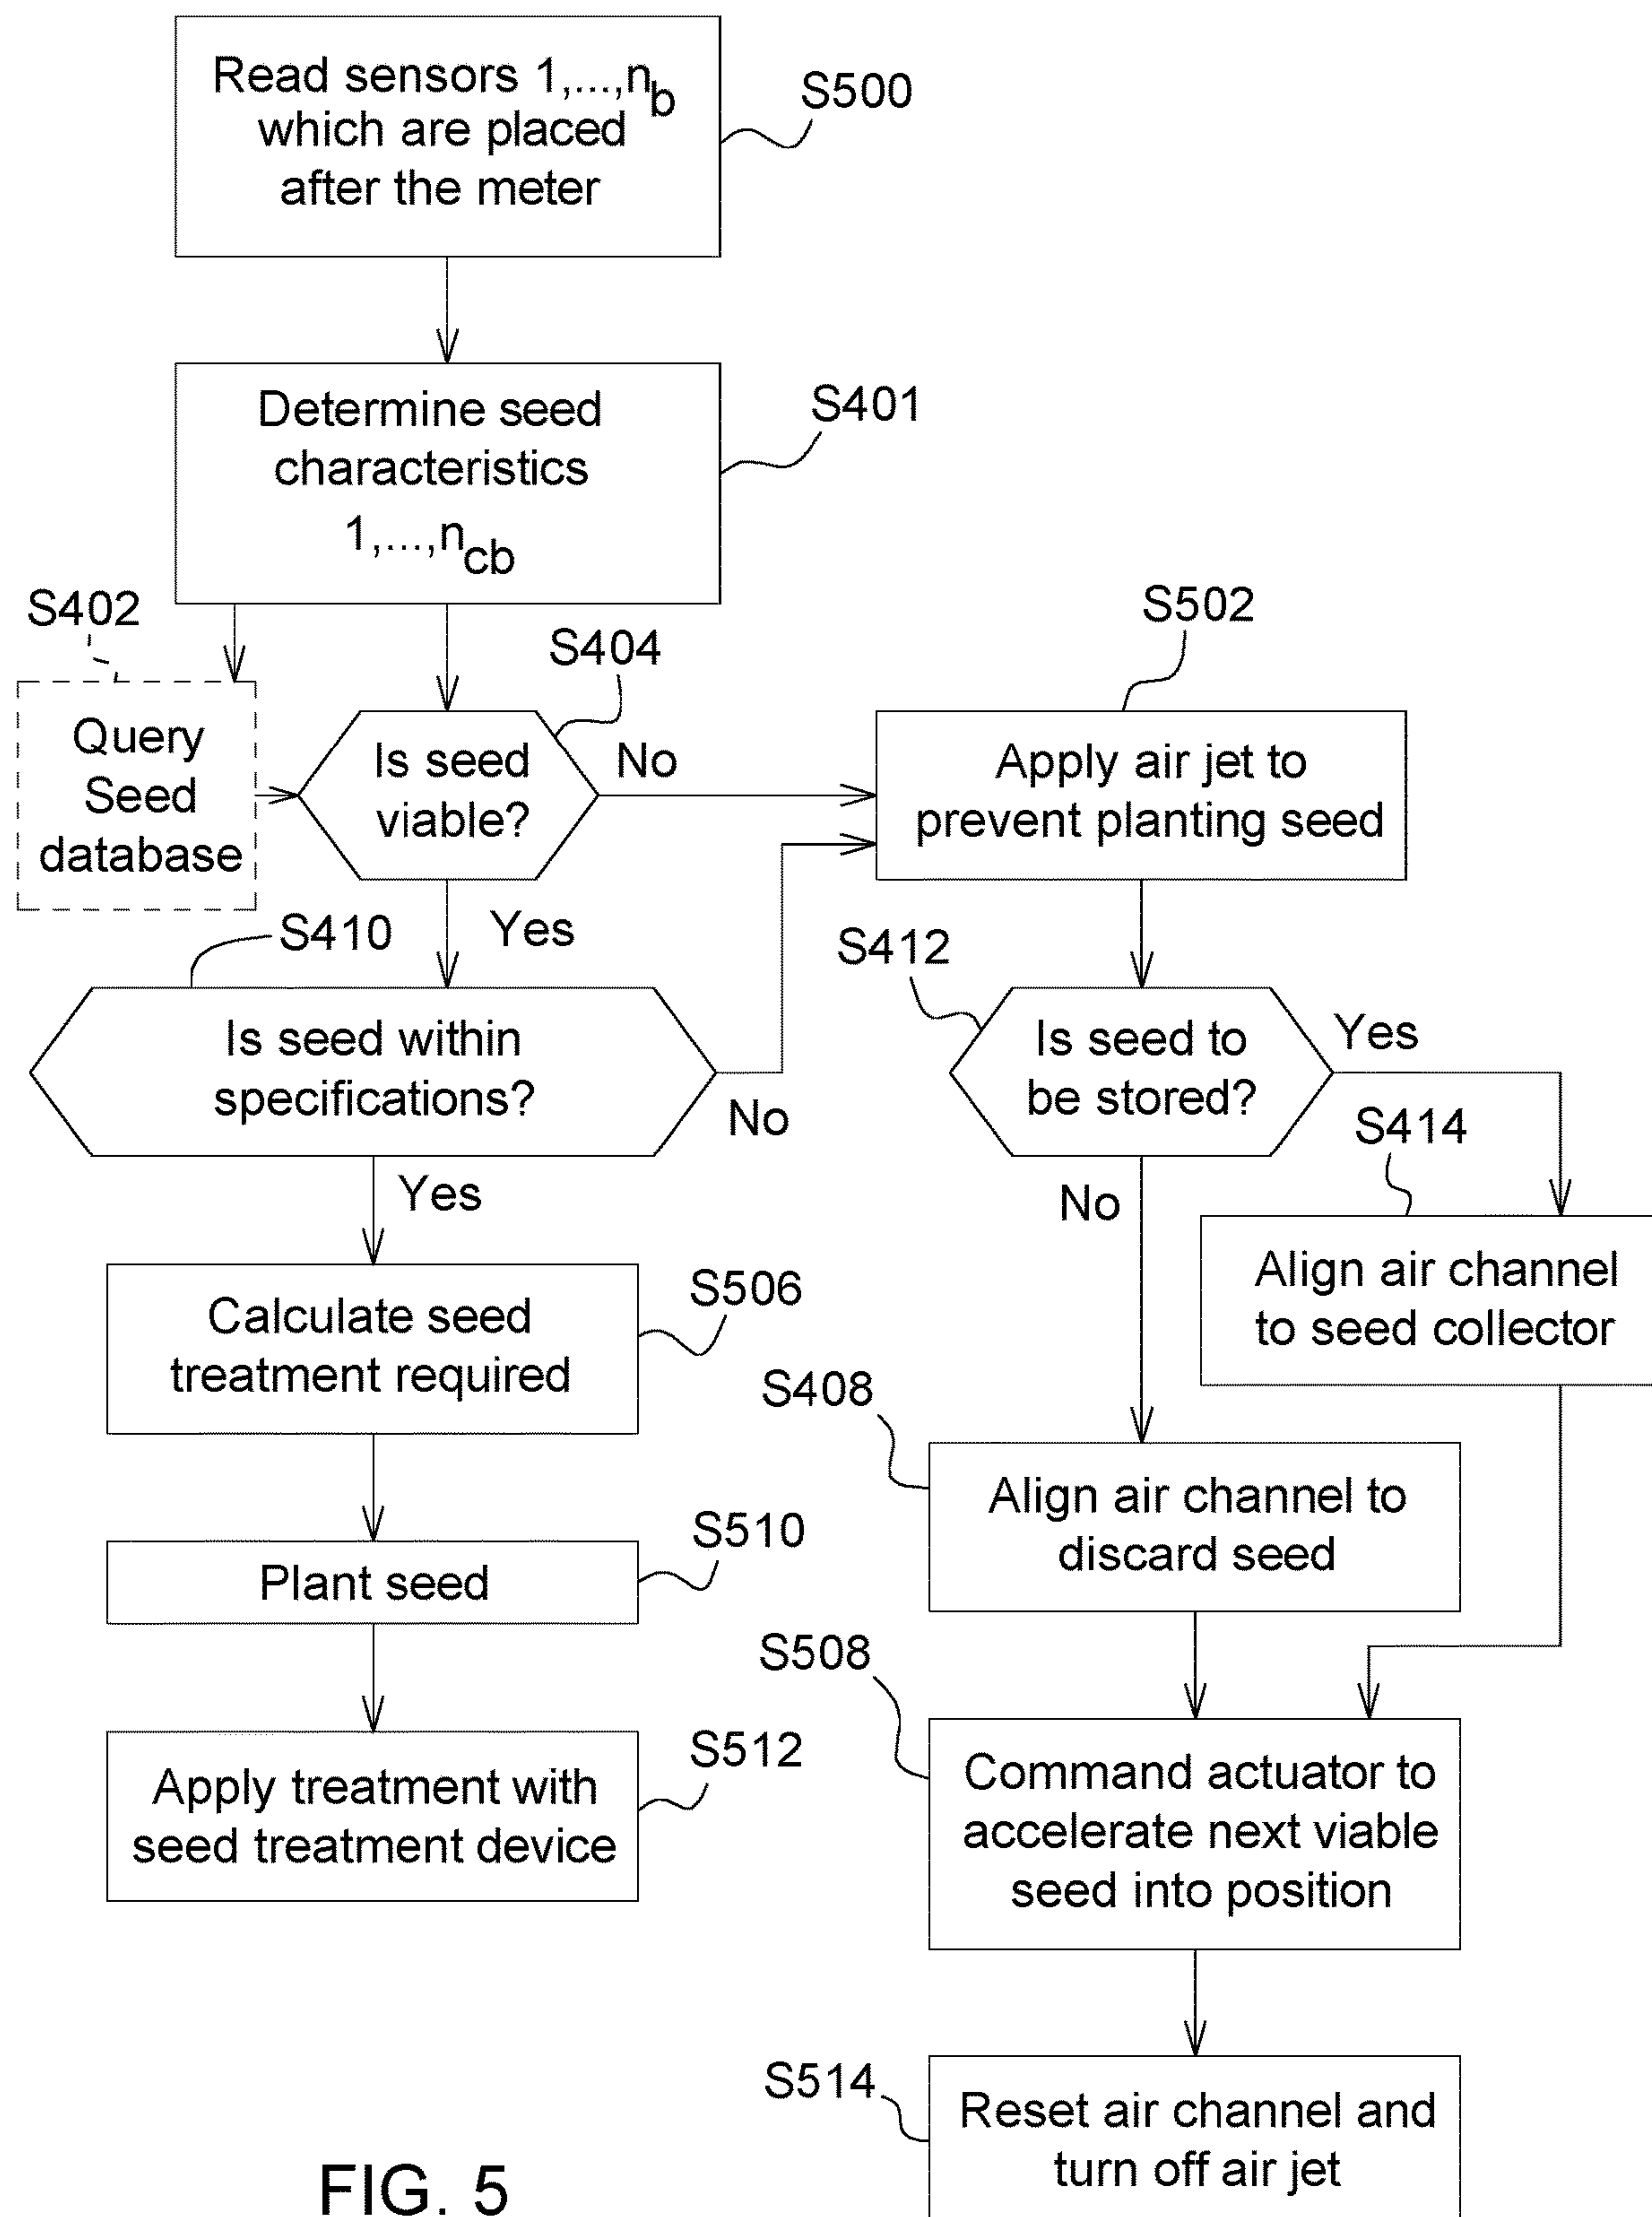 Read sensors 1,...,nb
which are placed
after the meter
S500
Determine seed
characteristics
1,...,ncb
S401
S402
Query
Seed
database
S404
Is seed
viable?
No
Yes
S502
Apply air jet to
prevent planting seed
S410
Is seed within
specifications?
No
Yes
S412
Is seed to
be stored?
Yes
No
S414
Align air channel
to seed collector
S506
Calculate seed
treatment required
S408
Align air channel to
discard seed
S510
Plant seed
S508
Command actuator to
accelerate next viable
seed into position
S512
Apply treatment with
seed treatment device
S514
Reset air channel and
turn off air jet
FIG. 5